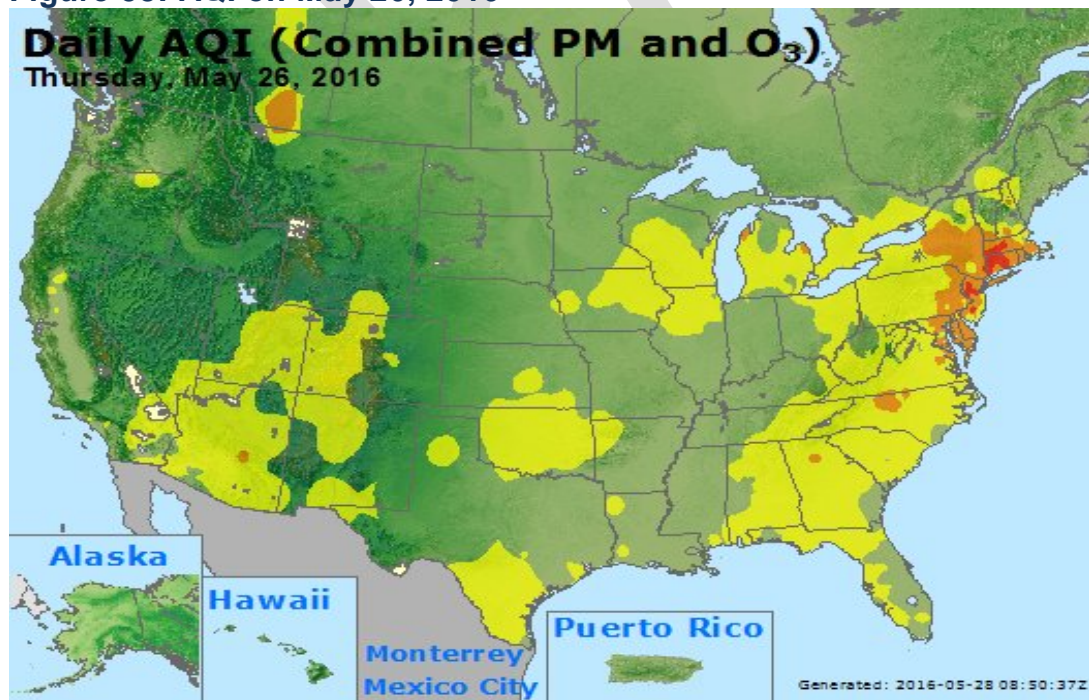 Daily AQI (Combined PM and O₃)
Thursday, May 26, 2016
Alaska
Hawaii
Monterrey
Mexico City
Puerto Rico
Generated: 2016-05-28 08:50:37Z